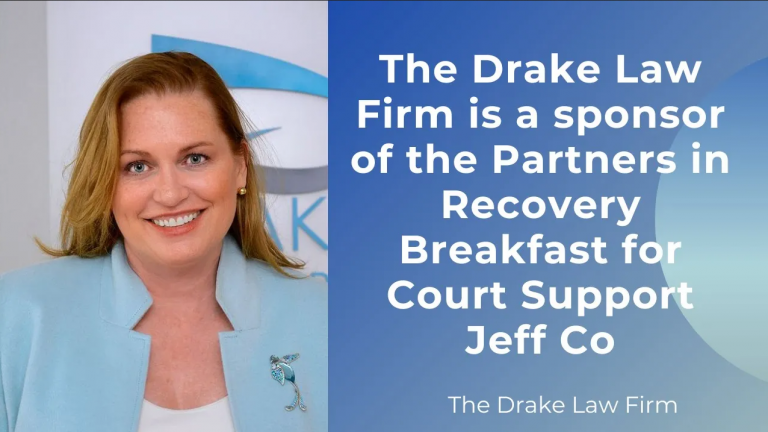 The Drake Law
Firm is a sponsor
of the Partners in
Recovery
Breakfast for
Court Support
Jeff Co
The Drake Law Firm
AK